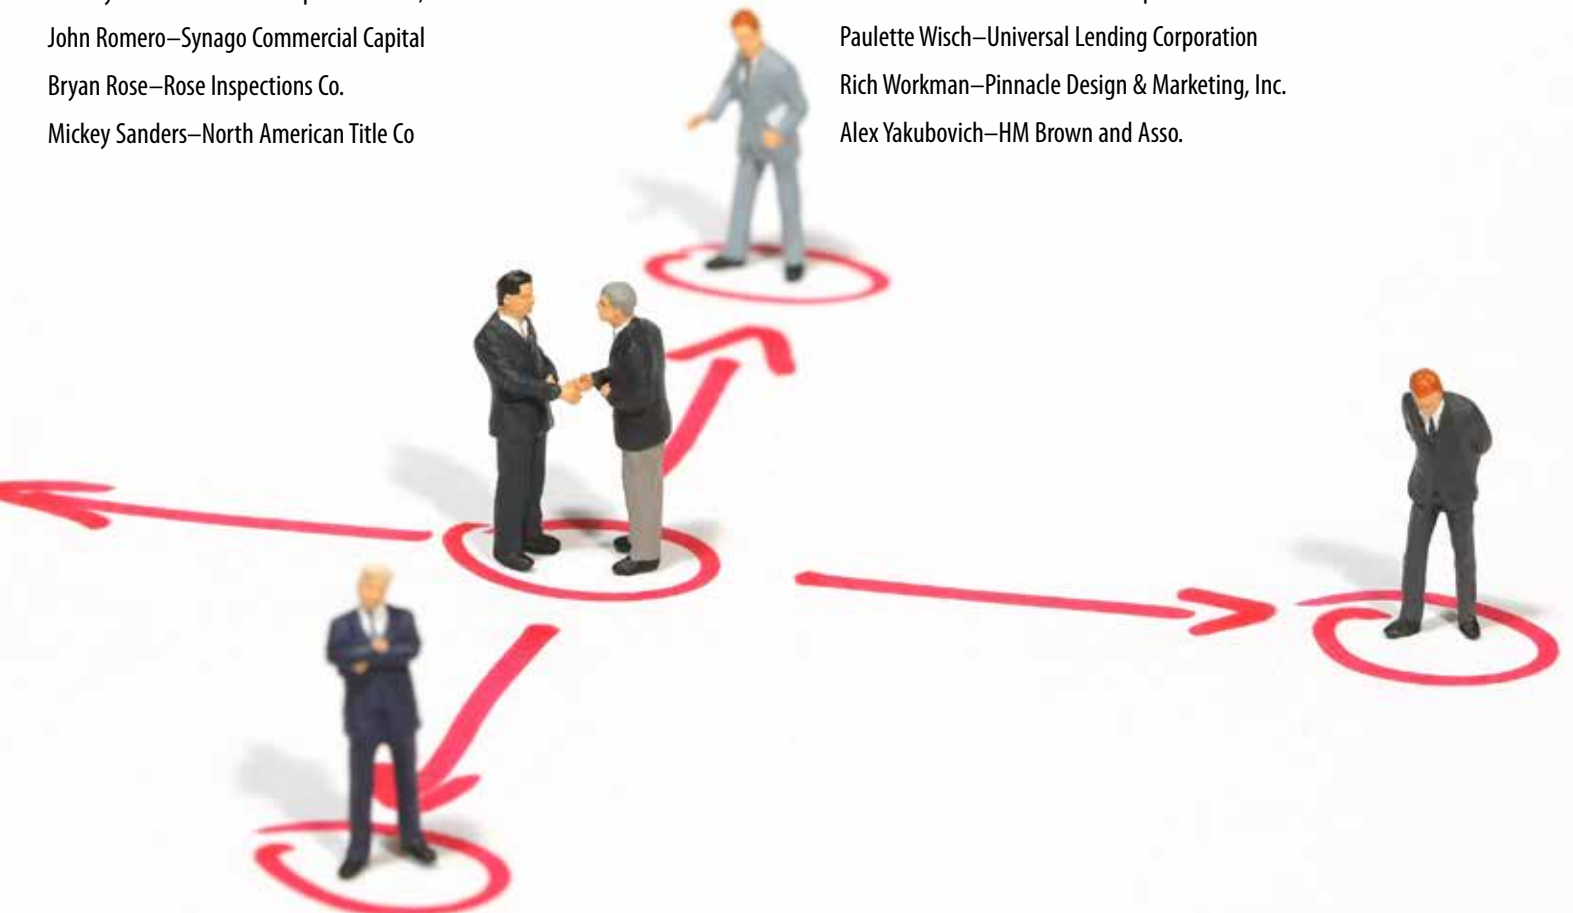 John Romero–Synago Commercial Capital
Bryan Rose–Rose Inspections Co.
Mickey Sanders–North American Title Co
Paulette Wisch–Universal Lending Corporation
Rich Workman–Pinnacle Design & Marketing, Inc.
Alex Yakubovich–HM Brown and Asso.